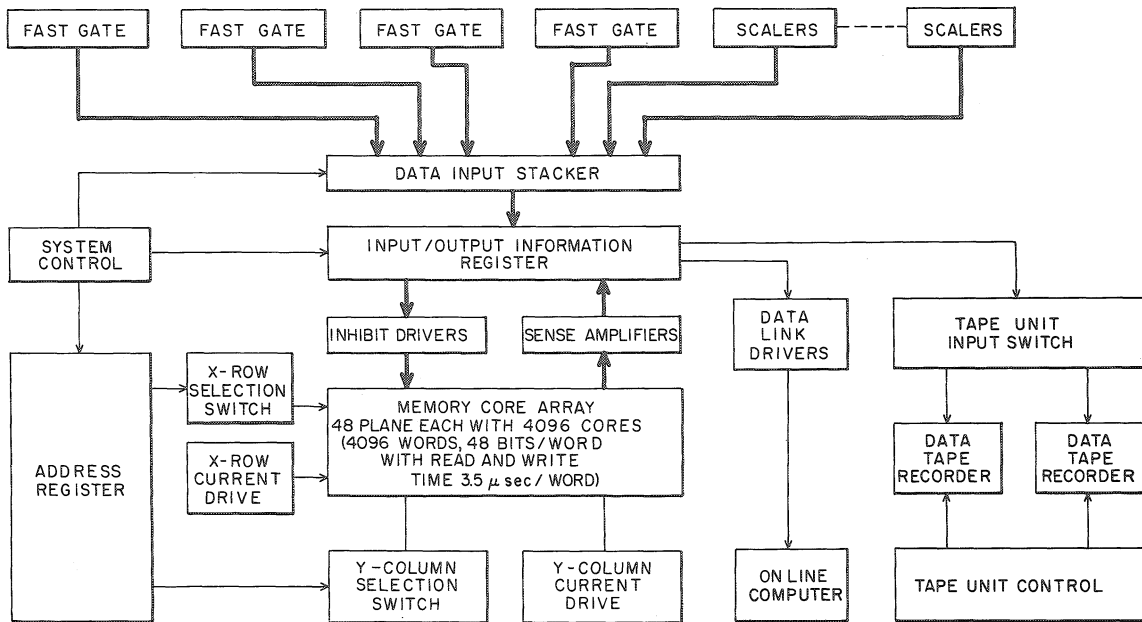 FAST GATE
FAST GATE
FAST GATE
FAST GATE
SCALERS
SCALERS
DATA INPUT STACKER
SYSTEM
CONTROL
INPUT/OUTPUT INFORMATION
REGISTER
INHIBIT DRIVERS
SENSE AMPLIFIERS
DATA
LINK
DRIVERS
TAPE UNIT
INPUT SWITCH
ADDRESS
REGISTER
X-ROW
SELECTION
SWITCH
X-ROW
CURRENT
DRIVE
MEMORY CORE ARRAY
48 PLANE EACH WITH 4096 CORES
(4096 WORDS, 48 BITS/WORD
WITH READ AND WRITE
TIME 3.5 μ sec/WORD)
DATA
TAPE
RECORDER
DATA
TAPE
RECORDER
Y-COLUMN
SELECTION
SWITCH
Y-COLUMN
CURRENT
DRIVE
ON LINE
COMPUTER
TAPE UNIT CONTROL